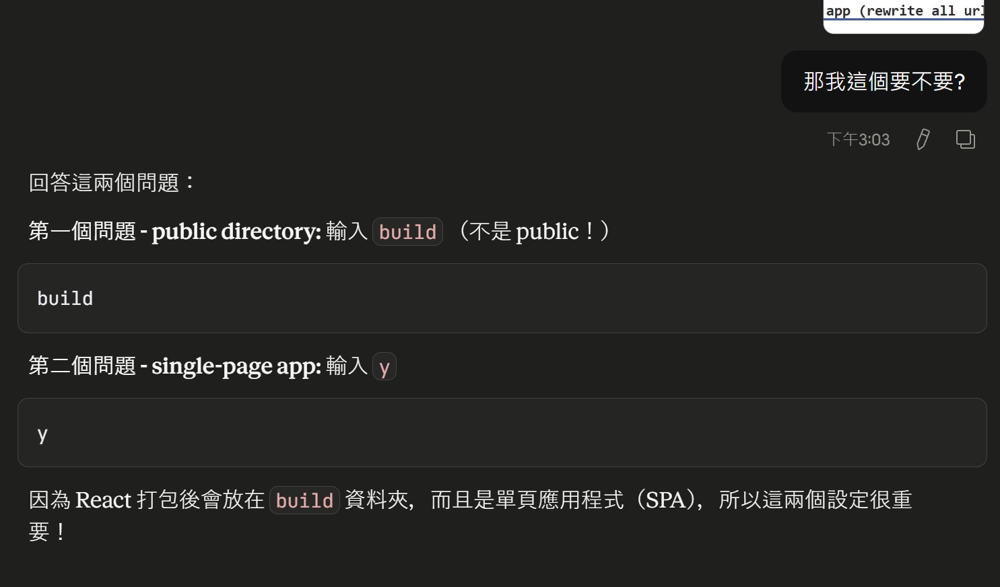 app (rewrite all url
那我這個要不要?
下午3:03
回答這兩個問題：
第一個問題 - public directory: 輸入 build （不是 public！）
build
第二個問題 - single-page app: 輸入 y
y
因為 React 打包後會放在 build 資料夾，而且是單頁應用程式（SPA），所以這兩個設定很重
要！